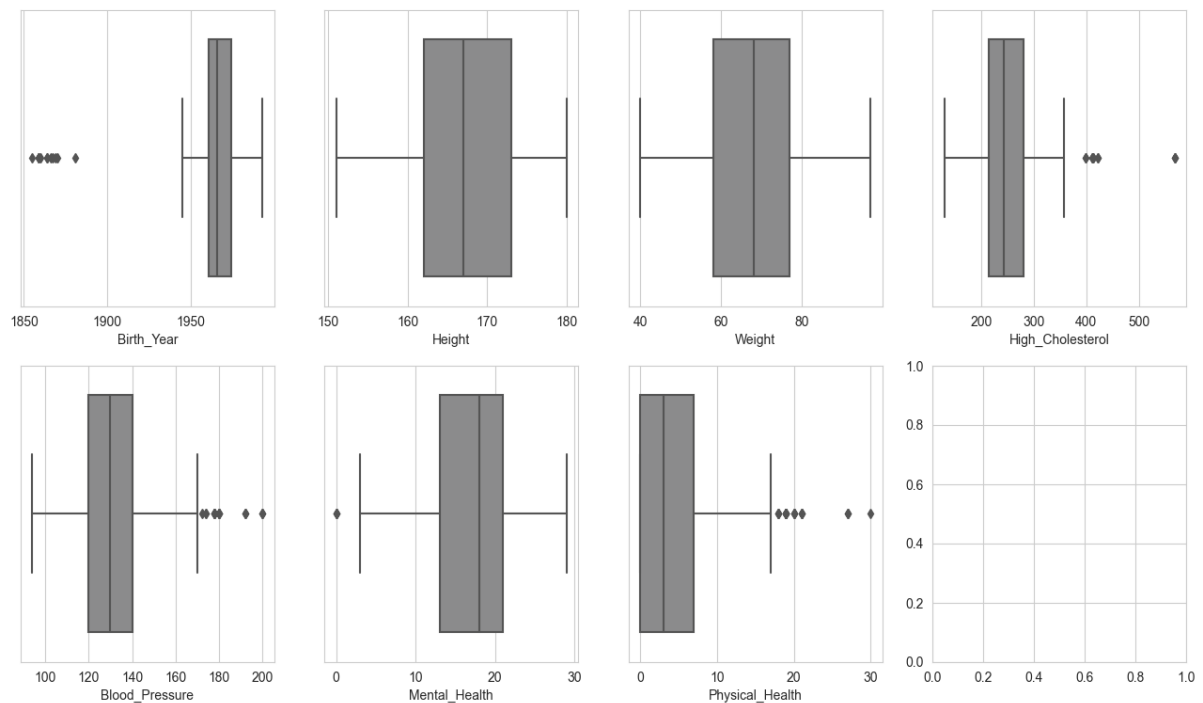 1850 1900 1950
Birth_Year
150 160 170 180
Height
40 60 80
Weight
200 300 400 500
High_Cholesterol
100 120 140 160 180 200
Blood_Pressure
0 10 20 30
Mental_Health
0 10 20 30
Physical_Health
1.0
0.8
0.6
0.4
0.2
0.0
0.0 0.2 0.4 0.6 0.8 1.0